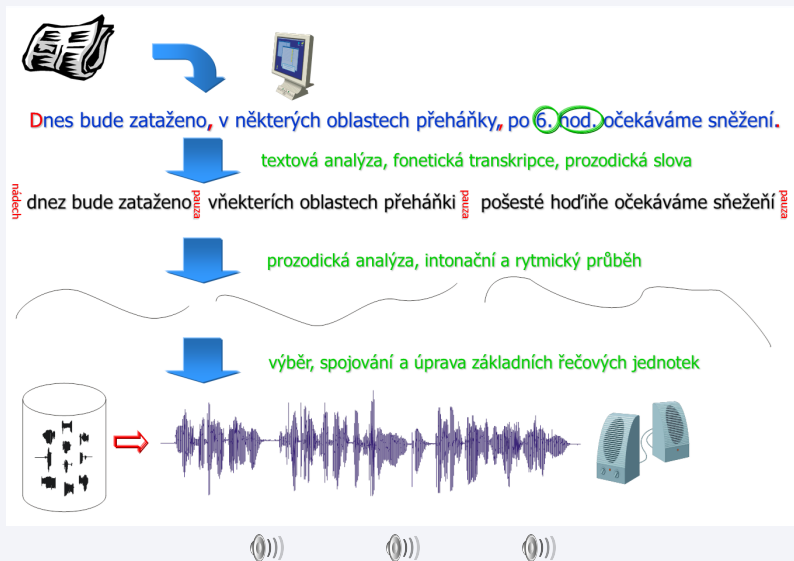 Dnes bude zataženo, v některých oblastech přeháňky, po 6. hod. očekáváme sněžení.
textová analýza, fonetická transkripce, prozodická slova
nádech dnez bude zataženo pauza vňekterích oblastech přeháňki pauza pošesté hoďiňe očekáváme sňežeňí pauza
prozodická analýza, intonační a rytmický průběh
výběr, spojování a úprava základních řečových jednotek